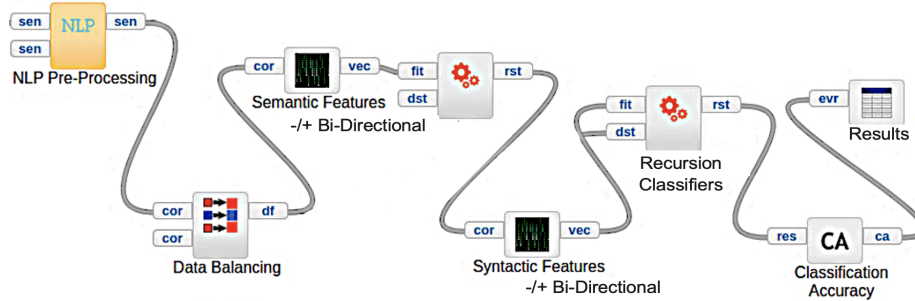 sen
NLP
sen
sen
NLP Pre-Processing
cor
df
cor
Data Balancing
cor
vec
Semantic Features
-/+ Bi-Directional
fit
rst
dst
cor
vec
Syntactic Features
-/+ Bi-Directional
fit
rst
dst
Recursion
Classifiers
res
CA
ca
Classification
Accuracy
evr
Results